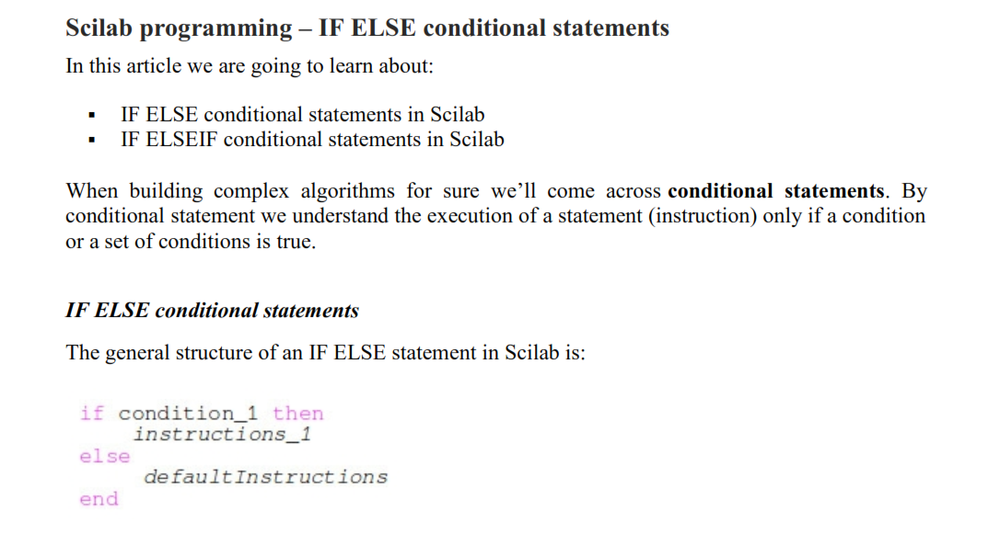 Scilab programming – IF ELSE conditional statements
In this article we are going to learn about:
▪ IF ELSE conditional statements in Scilab
▪ IF ELSEIF conditional statements in Scilab
When building complex algorithms for sure we’ll come across conditional statements. By
conditional statement we understand the execution of a statement (instruction) only if a condition
or a set of conditions is true.
IF ELSE conditional statements
The general structure of an IF ELSE statement in Scilab is:
if condition_1 then
instructions_1
else
defaultInstructions
end